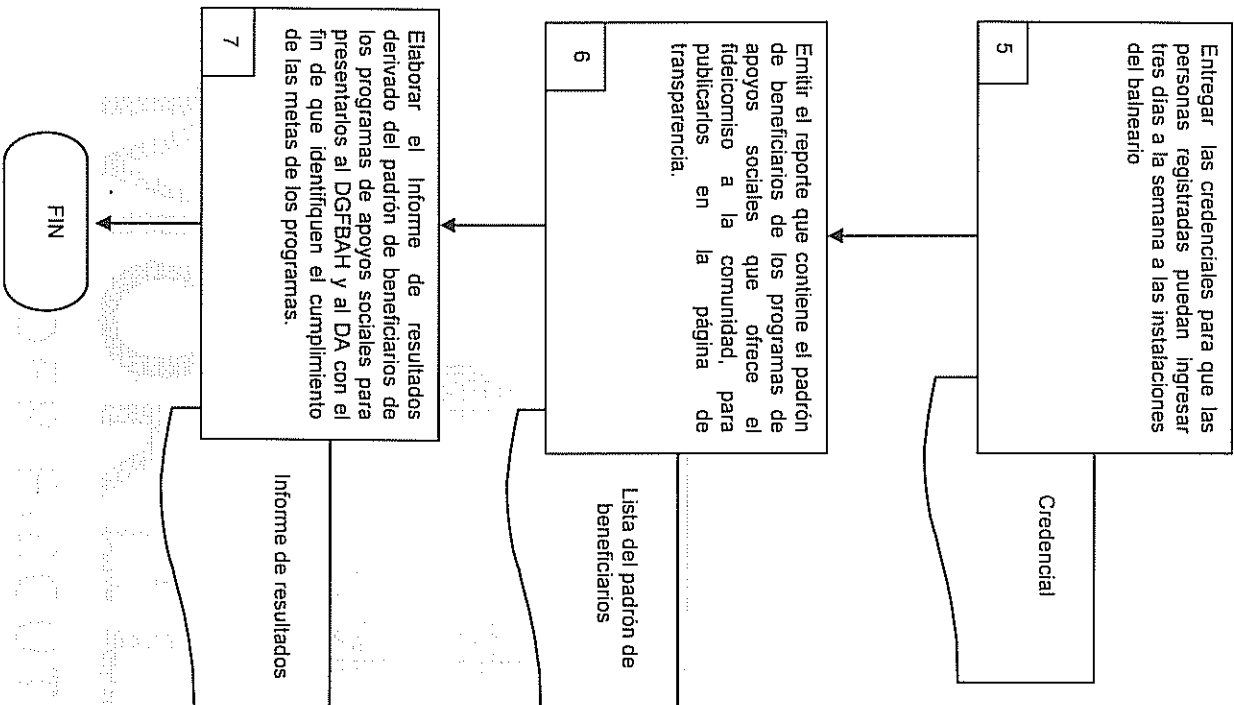 Entregar las credenciales para que las
personas registradas puedan ingresar
tres días a la semana a las instalaciones
del balneario
5
Credencial
Emitir el reporte que contiene el padrón
de beneficiarios de los programas de
apoyos sociales que ofrece el
fideicomiso a la comunidad, para
publicarlos en la página de
transparencia.
6
Lista del padrón de
beneficiarios
Elaborar el Informe de resultados
derivado del padrón de beneficiarios de
los programas de apoyos sociales para
presentarlos al DGFBAH y al DA con el
fin de que identifiquen el cumplimiento
de las metas de los programas.
7
Informe de resultados
FIN